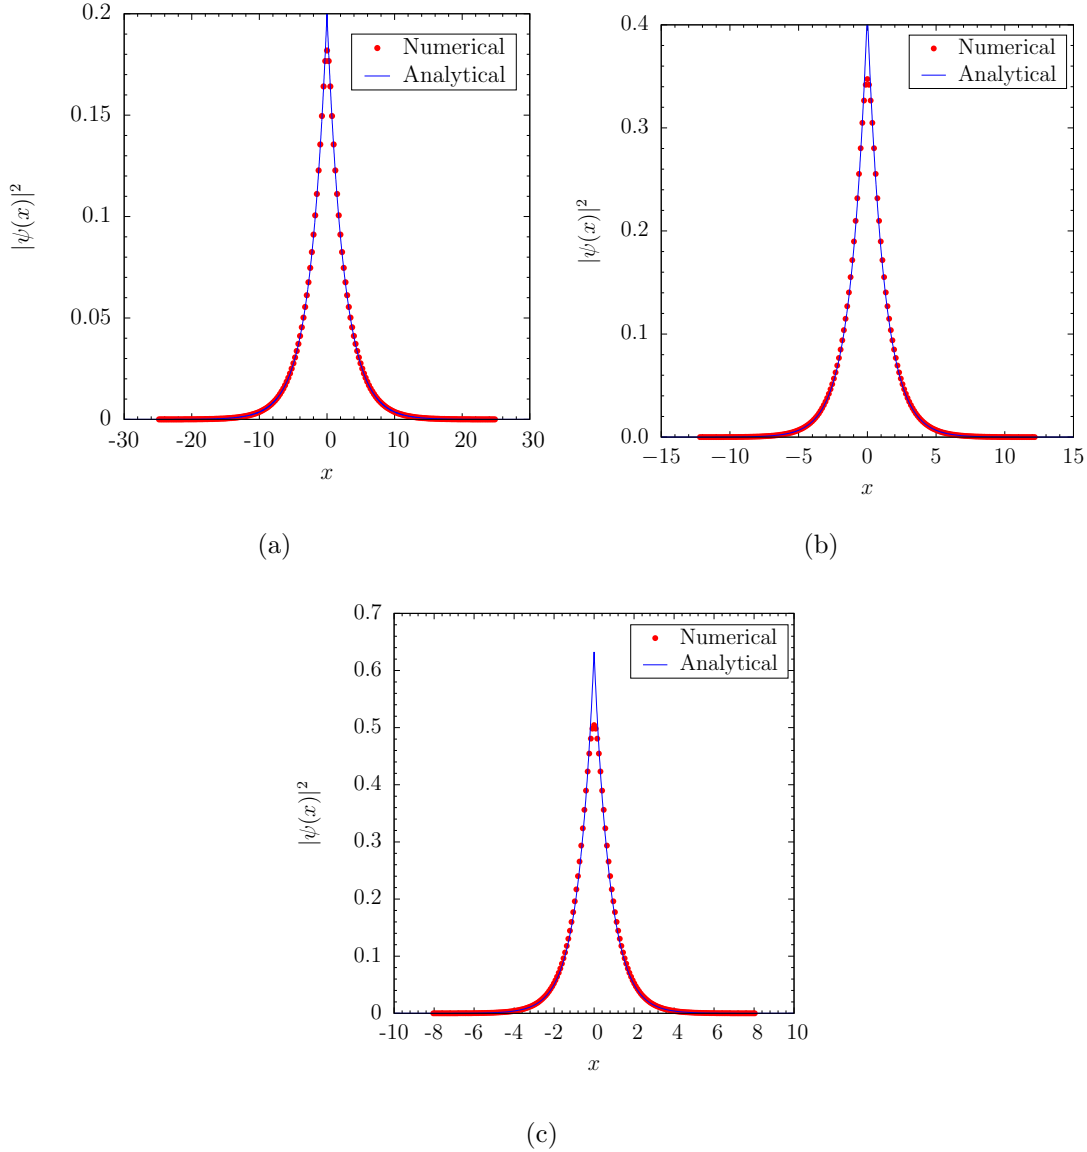 0.2
0.15
0.1
0.05
0
|ψ(x)|²
Numerical
Analytical
-30 -20 -10 0 10 20 30
x
(a)
0.4
0.3
0.2
0.1
0.0
|ψ(x)|²
Numerical
Analytical
−15 −10 −5 0 5 10 15
x
(b)
0.7
0.6
0.5
0.4
0.3
0.2
0.1
0
|ψ(x)|²
Numerical
Analytical
-10 -8 -6 -4 -2 0 2 4 6 8 10
x
(c)